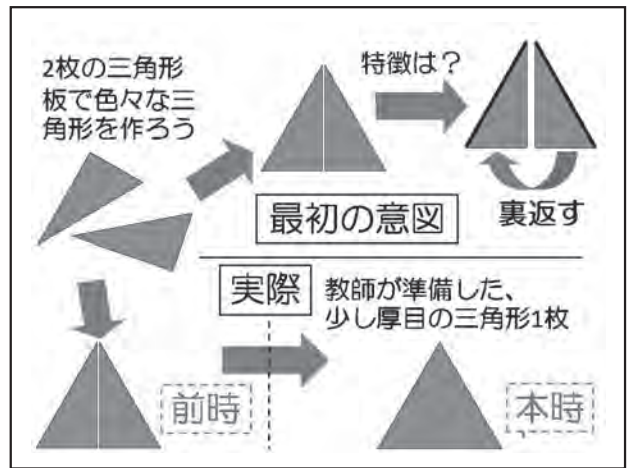 2枚の三角形
板で色々な三
角形を作ろう
特徴は？
最初の意図
裏返す
実際
教師が準備した、
少し厚目の三角形1枚
前時
本時